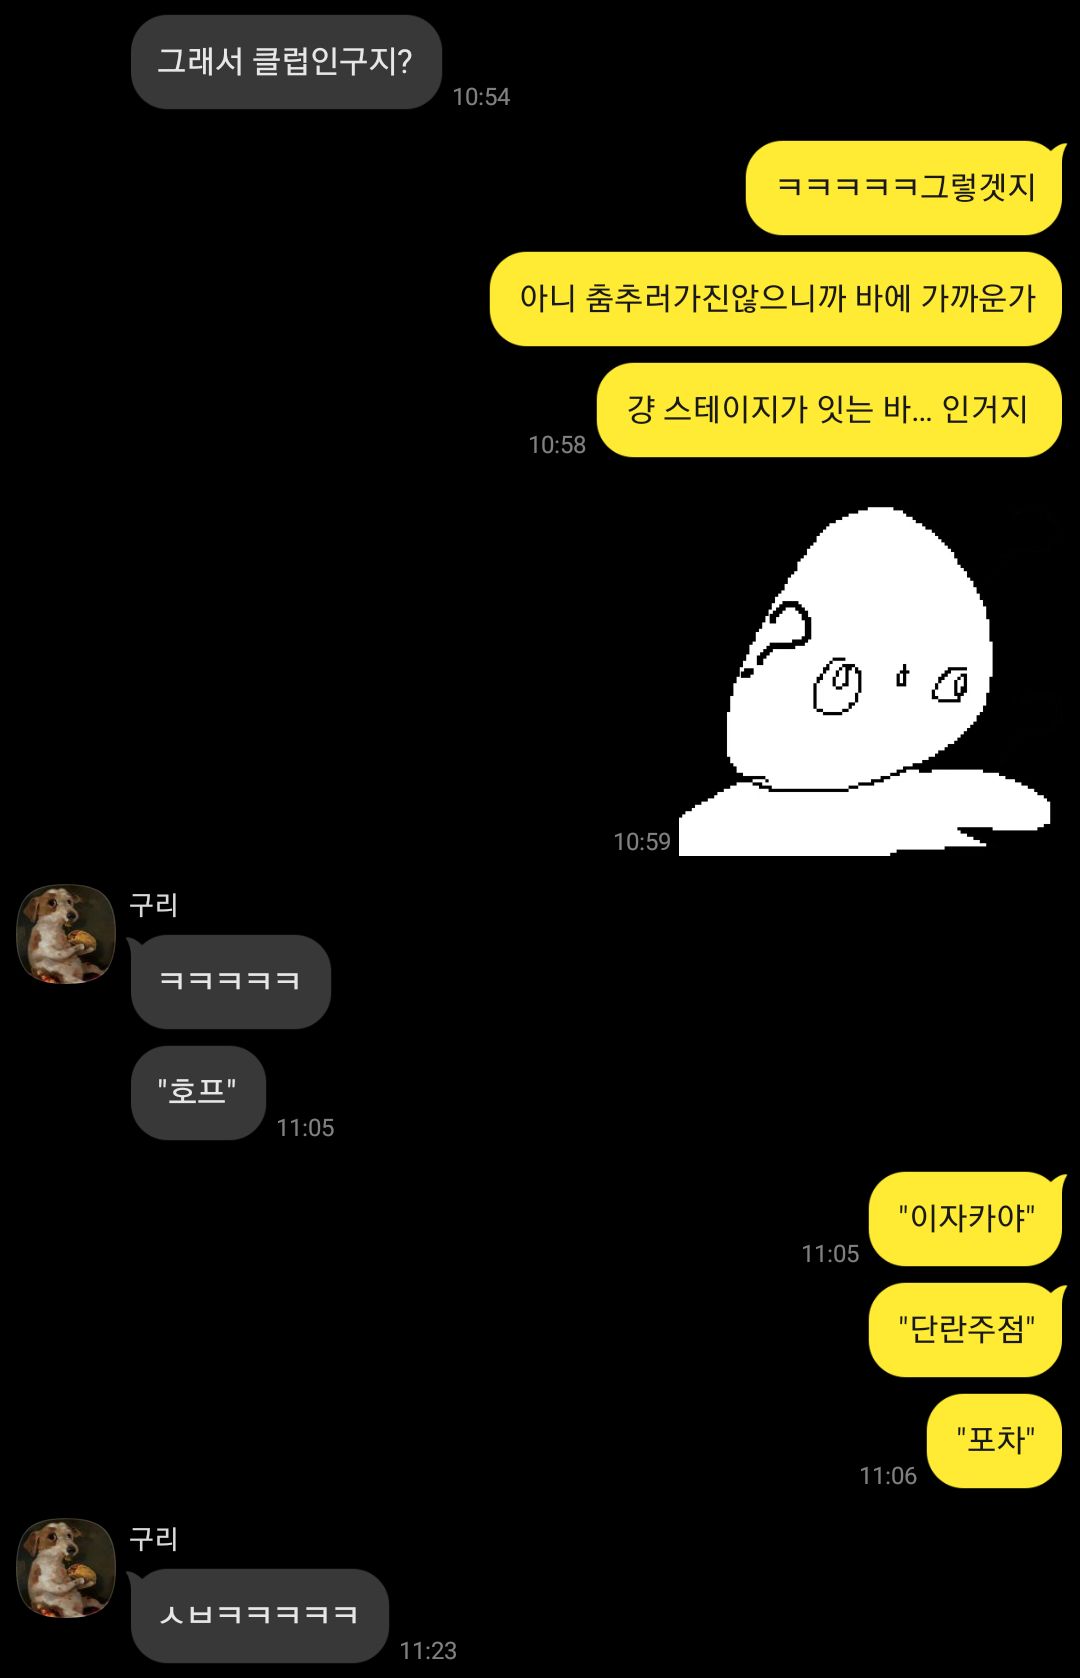 그래서 클럽인구지?
10:54
ㅋㅋㅋㅋㅋ그렇겟지
아니 춤추러가진않으니까 바에 가까운가
걍 스테이지가 잇는 바... 인거지
10:58
?
10:59
구리
ㅋㅋㅋㅋㅋ
"호프"
11:05
"이자카야"
11:05
"단란주점"
"포차"
11:06
구리
ㅅㅂㅋㅋㅋㅋㅋ
11:23